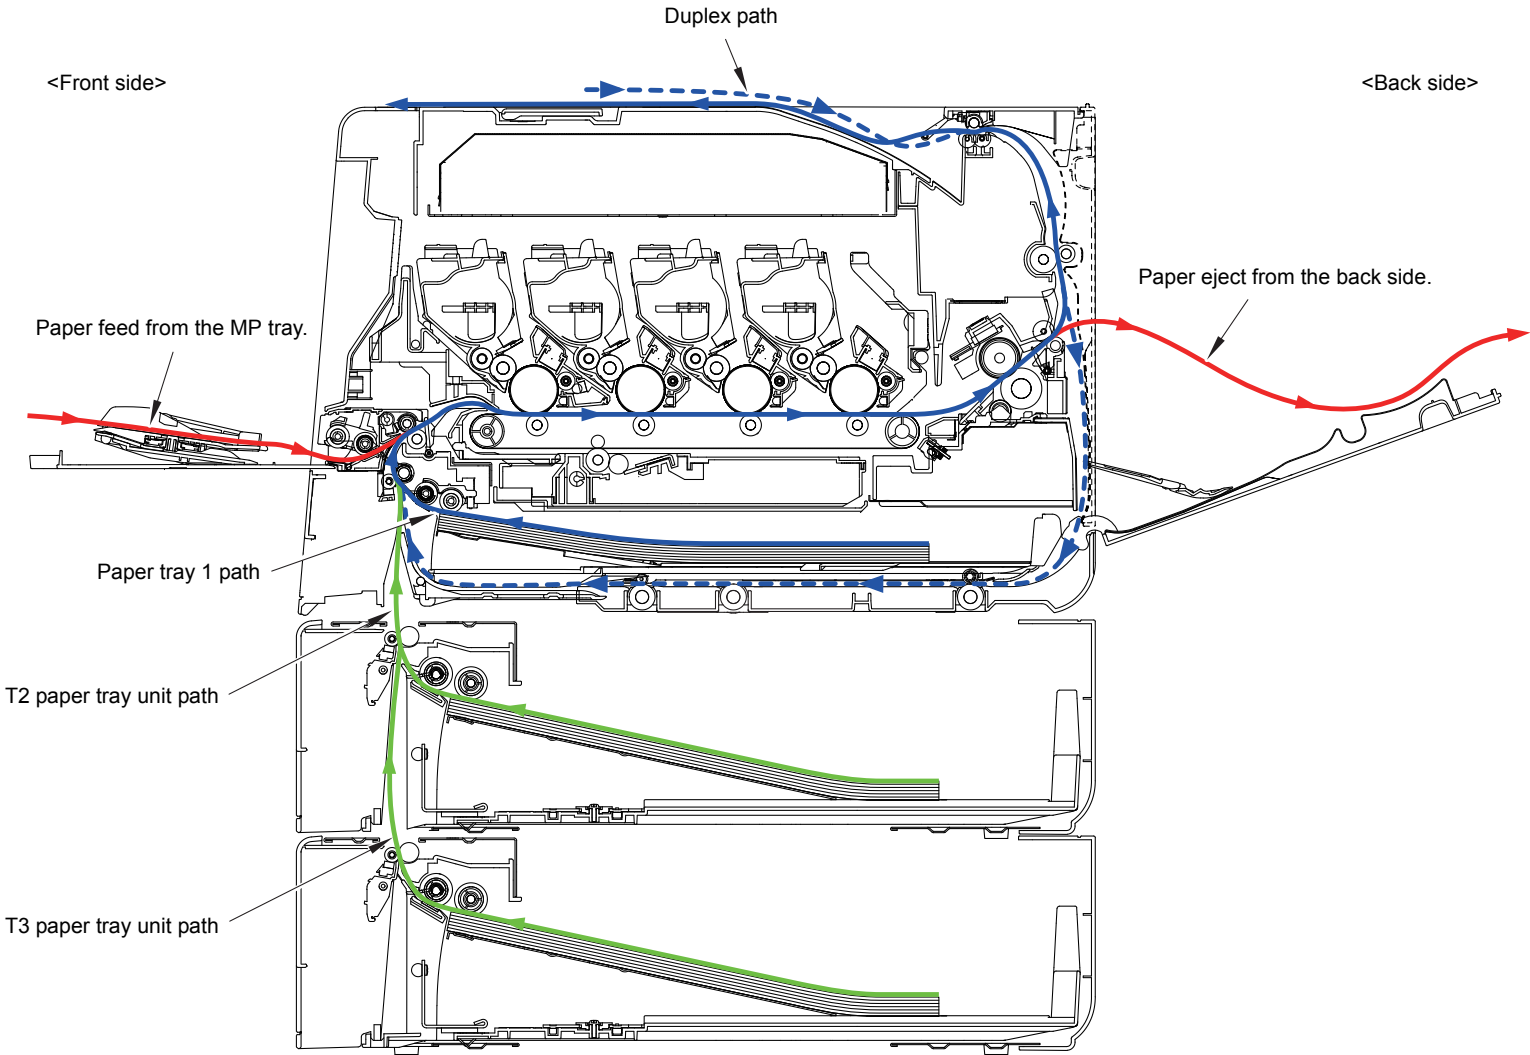 Duplex path
<Front side>
<Back side>
Paper eject from the back side.
Paper feed from the MP tray.
Paper tray 1 path
T2 paper tray unit path
T3 paper tray unit path